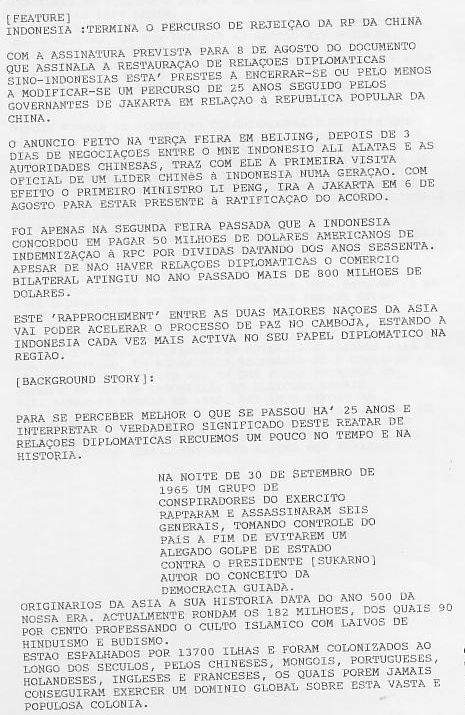 [FEATURE]
INDONESIA :TERMINA O PERCURSO DE REJEIÇAO DA RP DA CHINA
COM A ASSINATURA PREVISTA PARA 8 DE AGOSTO DO DOCUMENTO
QUE ASSINALA A RESTAURAÇAO DE RELAÇOES DIPLOMATICAS
SINO-INDONESIAS ESTA' PRESTES A ENCERRAR-SE OU PELO MENOS
A MODIFICAR-SE UM PERCURSO DE 25 ANOS SEGUIDO PELOS
GOVERNANTES DE JAKARTA EM RELAÇAO à REPUBLICA POPULAR DA
CHINA.
O ANUNCIO FEITO NA TERÇA FEIRA EM BEIJING, DEPOIS DE 3
DIAS DE NEGOCIAÇOES ENTRE O MNE INDONESIO ALI ALATAS E AS
AUTORIDADES CHINESAS, TRAZ COM ELE A PRIMEIRA VISITA
OFICIAL DE UM LIDER CHINêS à INDONESIA NUMA GERAÇAO. COM
EFEITO O PRIMEIRO MINISTRO LI PENG, IRA A JAKARTA EM 6 DE
AGOSTO PARA ESTAR PRESENTE à RATIFICAÇAO DO ACORDO.
FOI APENAS NA SEGUNDA FEIRA PASSADA QUE A INDONESIA
CONCORDOU EM PAGAR 50 MILHOES DE DOLARES AMERICANOS DE
INDEMNIZAÇAO à RPC POR DIVIDAS DATANDO DOS ANOS SESSENTA.
APESAR DE NAO HAVER RELAÇOES DIPLOMATICAS O COMERCIO
BILATERAL ATINGIU NO ANO PASSADO MAIS DE 800 MILHOES DE
DOLARES.
ESTE 'RAPPROCHEMENT' ENTRE AS DUAS MAIORES NAÇOES DA ASIA
VAI PODER ACELERAR O PROCESSO DE PAZ NO CAMBOJA, ESTANDO A
INDONESIA CADA VEZ MAIS ACTIVA NO SEU PAPEL DIPLOMATICO NA
REGIAO.
[BACKGROUND STORY]:
PARA SE PERCEBER MELHOR O QUE SE PASSOU HA' 25 ANOS E
INTERPRETAR O VERDADEIRO SIGNIFICADO DESTE REATAR DE
RELAÇOES DIPLOMATICAS RECUEMOS UM POUCO NO TEMPO E NA
HISTORIA.
NA NOITE DE 30 DE SETEMBRO DE
1965 UM GRUPO DE
CONSPIRADORES DO EXERCITO
RAPTARAM E ASSASSINARAM SEIS
GENERAIS, TOMANDO CONTROLE DO
PAíS A FIM DE EVITAREM UM
ALEGADO GOLPE DE ESTADO
CONTRA O PRESIDENTE [SUKARNO]
AUTOR DO CONCEITO DA
DEMOCRACIA GUIADA.
ORIGINARIOS DA ASIA A SUA HISTORIA DATA DO ANO 500 DA
NOSSA ERA. ACTUALMENTE RONDAM OS 182 MILHOES, DOS QUAIS 90
POR CENTO PROFESSANDO O CULTO ISLAMICO COM LAIVOS DE
HINDUISMO E BUDISMO.
ESTAO ESPALHADOS POR 13700 ILHAS E FORAM COLONIZADOS AO
LONGO DOS SECULOS, PELOS CHINESES, MONGOIS, PORTUGUESES,
HOLANDESES, INGLESES E FRANCESES, OS QUAIS POREM JAMAIS
CONSEGUIRAM EXERCER UM DOMINIO GLOBAL SOBRE ESTA VASTA E
POPULOSA COLONIA.